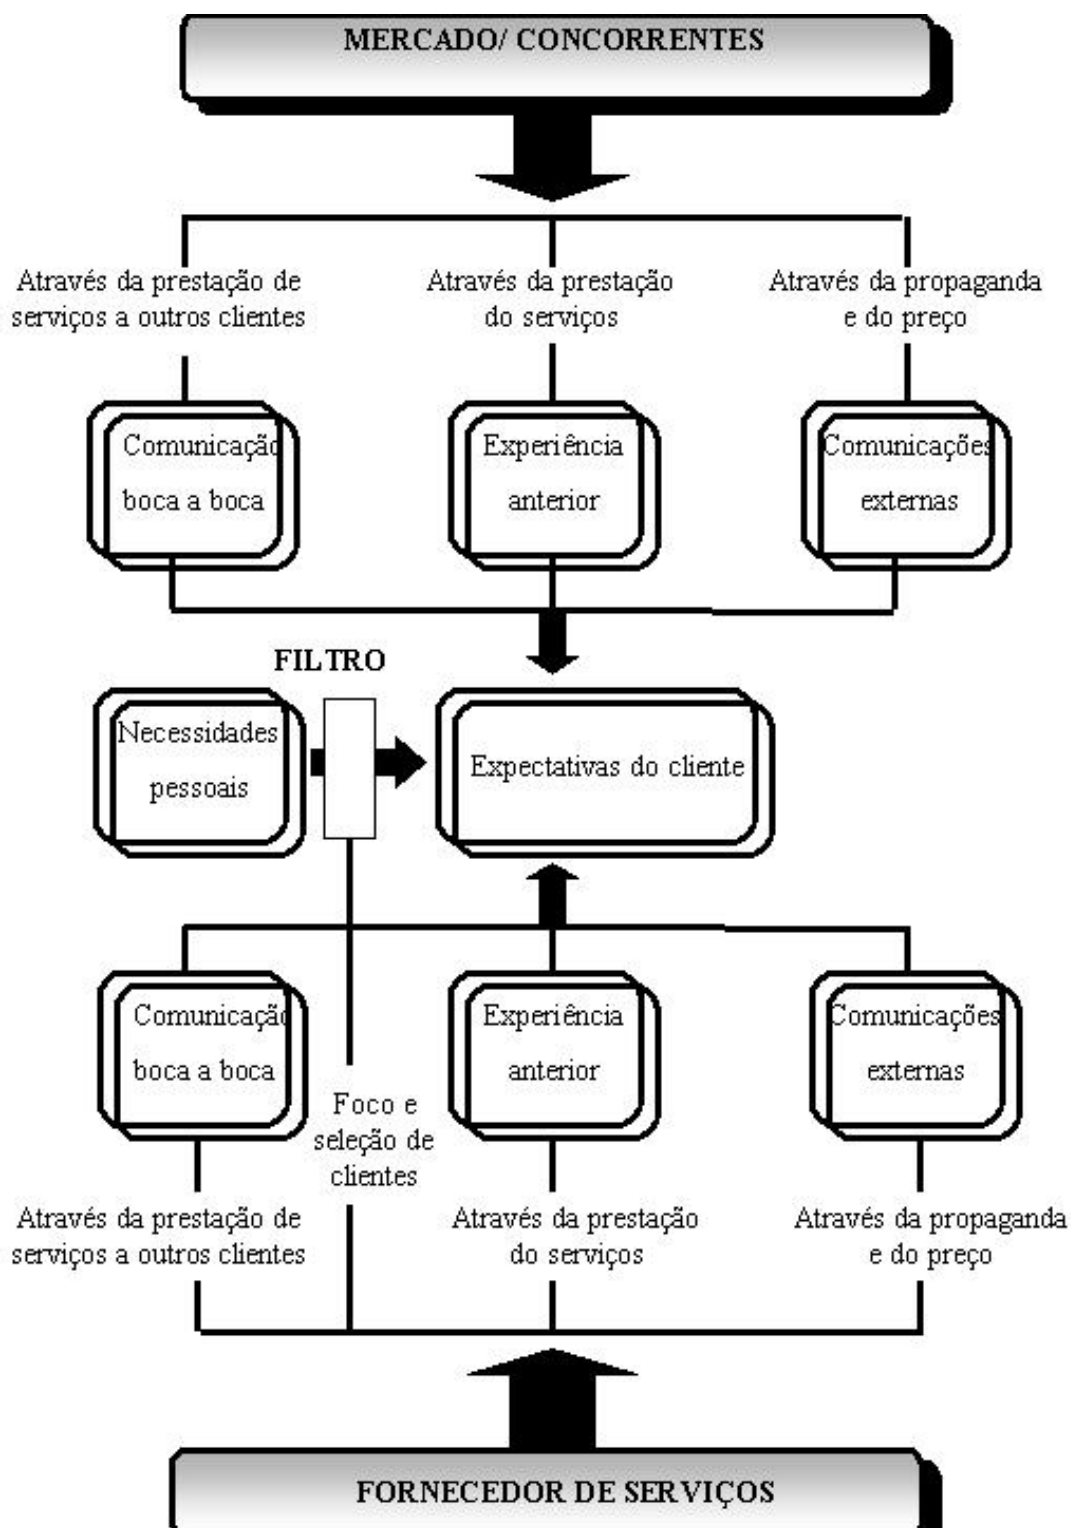 MERCADO/ CONCORRENTES
Através da prestação de
serviços a outros clientes
Através da prestação
do serviços
Através da propaganda
e do preço
Comunicação
boca a boca
Experiência
anterior
Comunicações
externas
FILTRO
Necessidades
pessoais
Expectativas do cliente
Comunicação
boca a boca
Experiência
anterior
Comunicações
externas
Foco e
seleção de
clientes
Através da prestação de
serviços a outros clientes
Através da prestação
do serviços
Através da propaganda
e do preço
FORNECEDOR DE SERVIÇOS